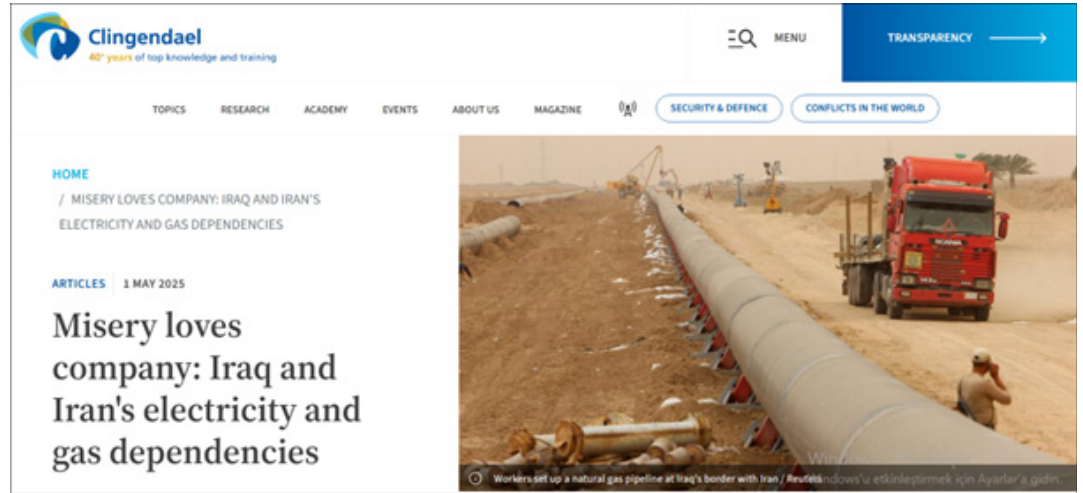 Clingendael
40+ years of top knowledge and training
MENU
TRANSPARENCY
TOPICS
RESEARCH
ACADEMY
EVENTS
ABOUT US
MAGAZINE
SECURITY & DEFENCE
CONFLICTS IN THE WORLD
HOME
/ MISERY LOVES COMPANY: IRAQ AND IRAN'S
ELECTRICITY AND GAS DEPENDENCIES
ARTICLES
1 MAY 2025
Misery loves
company: Iraq and
Iran's electricity and
gas dependencies
SCANIA
Workers set up a natural gas pipeline at Iraq's border with Iran / Reuters
Windows'u etkinleştirmek için Ayarlar'a gidin.